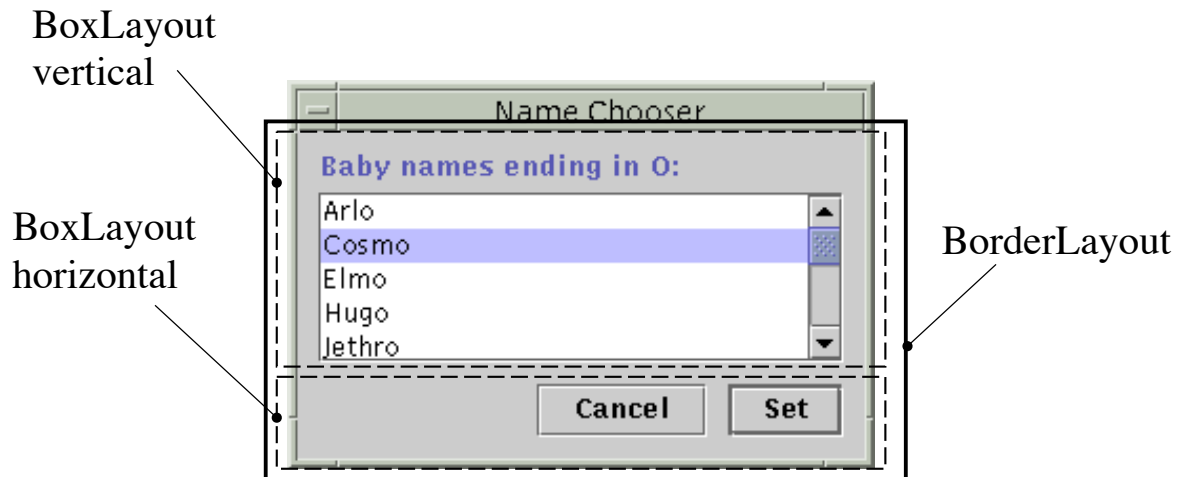 BoxLayout
vertical
Name Chooser
Baby names ending in O:
Arlo
BoxLayout
horizontal
Cosmo
BorderLayout
Elmo
Hugo
Jethro
Cancel
Set